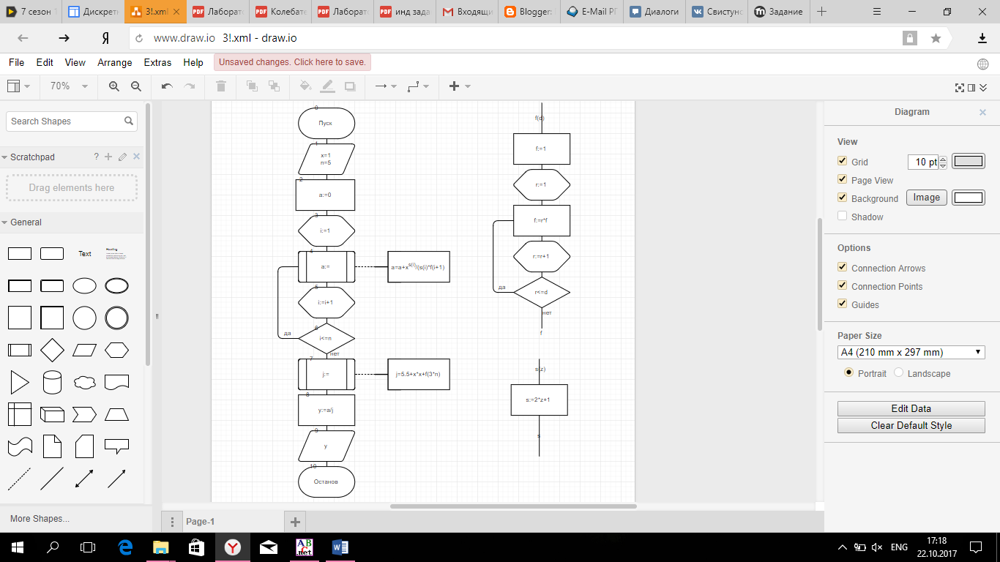 7 сезон 1
Дискретн
3!.xml
Лаборат
Колебате
Лаборат
инд зада
Входящи
Blogger:
E-Mail РГ
Диалоги
Свистунс
Задание
www.draw.io 3!.xml - draw.io
File Edit View Arrange Extras Help Unsaved changes. Click here to save.
70%
Search Shapes
Scratchpad
Drag elements here
General
Text
Heading
More Shapes...
0
Пуск
1
x=1
n=5
2
a:=0
3
i:=1
4
a:=
a=a+x^s(i)/(s(i)*f(i+1)
5
i:=i+1
6
i<=n
да
нет
7
j:=
j=5.5+x*x+f(3*n)
8
y:=a/j
9
y
10
Останов
f(d)
f:=1
r:=1
f:=r*f
r:=r+1
да
r<=d
нет
f
s(z)
s:=2*z+1
s
Page-1
Diagram
View
Grid 10 pt
Page View
Background Image
Shadow
Options
Connection Arrows
Connection Points
Guides
Paper Size
A4 (210 mm x 297 mm)
Portrait Landscape
Edit Data
Clear Default Style
ENG
17:18
22.10.2017